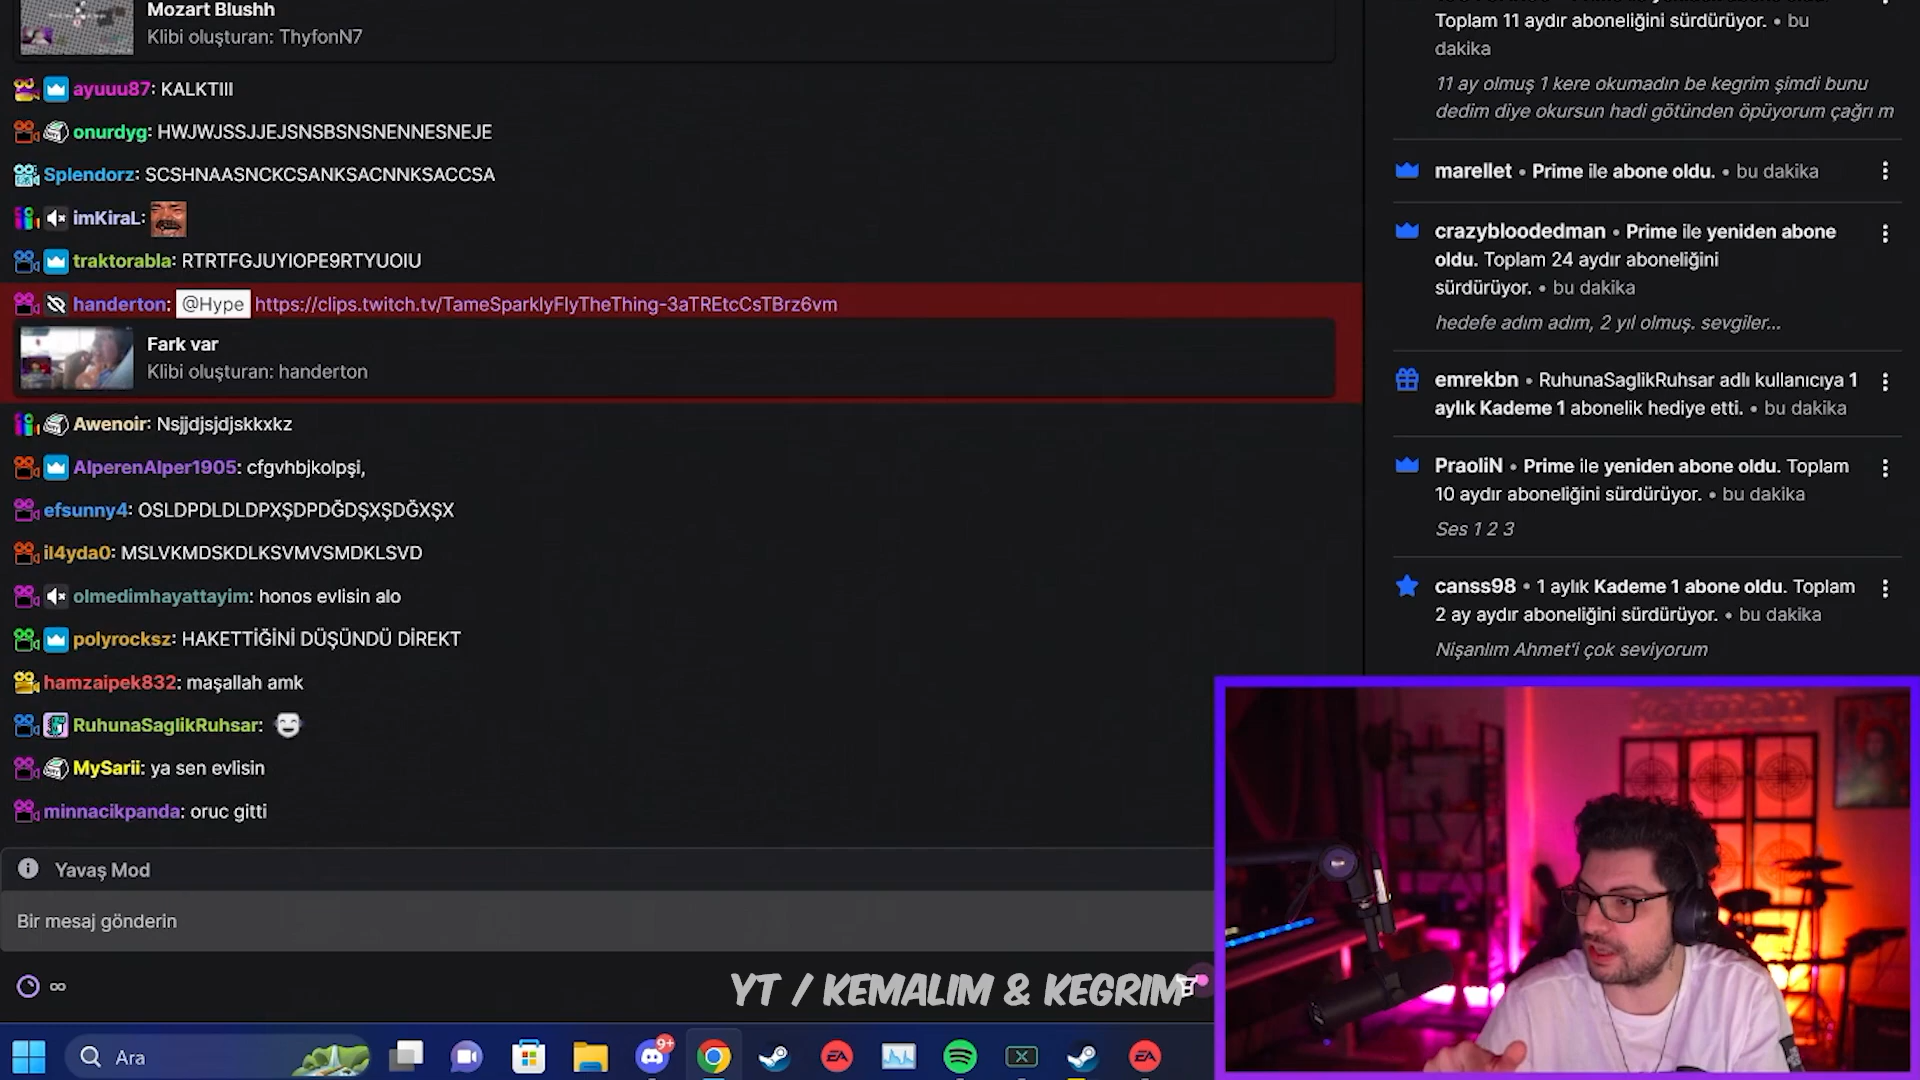 Mozart Blushh
Klibi oluşturan: ThyfonN7
ayuuu87: KALKTIII
onurdyg: HWJWJSSJJEJSNSBSNSNENNESNEJE
Splendorz: SCSHNAASNCKCSANKSACNNKSACCSA
imKiraL:
traktorabla: RTRTFGJUYIOPE9RTYUOIU
handerton: @Hype https://clips.twitch.tv/TameSparklyFlyTheThing-3aTREtcCsTBrz6vm
Fark var
Klibi oluşturan: handerton
Awenoir: Nsjjdjsjdjskkxkz
AlperenAlper1905: cfgvhbjkolpşi,
efsunny4: OSLDPDLDLDPXŞDPDĞDŞXŞDĞXŞX
il4yda0: MSLVKMDSKDLKSVMVSMDKLSVD
olmedimhayattayim: honos evlisin alo
polyrocksz: HAKETTİĞİNİ DÜŞÜNDÜ DİREKT
hamzaipek832: maşallah amk
RuhunaSaglikRuhsar:
MySarii: ya sen evlisin
minnacikpanda: oruc gitti
Yavaş Mod
Bir mesaj gönderin
∞
Toplam 11 aydır aboneliğini sürdürüyor. • bu
dakika
11 ay olmuş 1 kere okumadın be kegrim şimdi bunu
dedim diye okursun hadi götünden öpüyorum çağrı m
marellet • Prime ile abone oldu. • bu dakika
crazybloodedman • Prime ile yeniden abone
oldu. Toplam 24 aydır aboneliğini
sürdürüyor. • bu dakika
hedefe adım adım, 2 yıl olmuş. sevgiler...
emrekbn • RuhunaSaglikRuhsar adlı kullanıcıya 1
aylık Kademe 1 abonelik hediye etti. • bu dakika
PraoliN • Prime ile yeniden abone oldu. Toplam
10 aydır aboneliğini sürdürüyor. • bu dakika
Ses 1 2 3
canss98 • 1 aylık Kademe 1 abone oldu. Toplam
2 ay aydır aboneliğini sürdürüyor. • bu dakika
Nişanlım Ahmet'i çok seviyorum
YT / KEMALIM & KEGRIM
Ara
9+
EA
EA